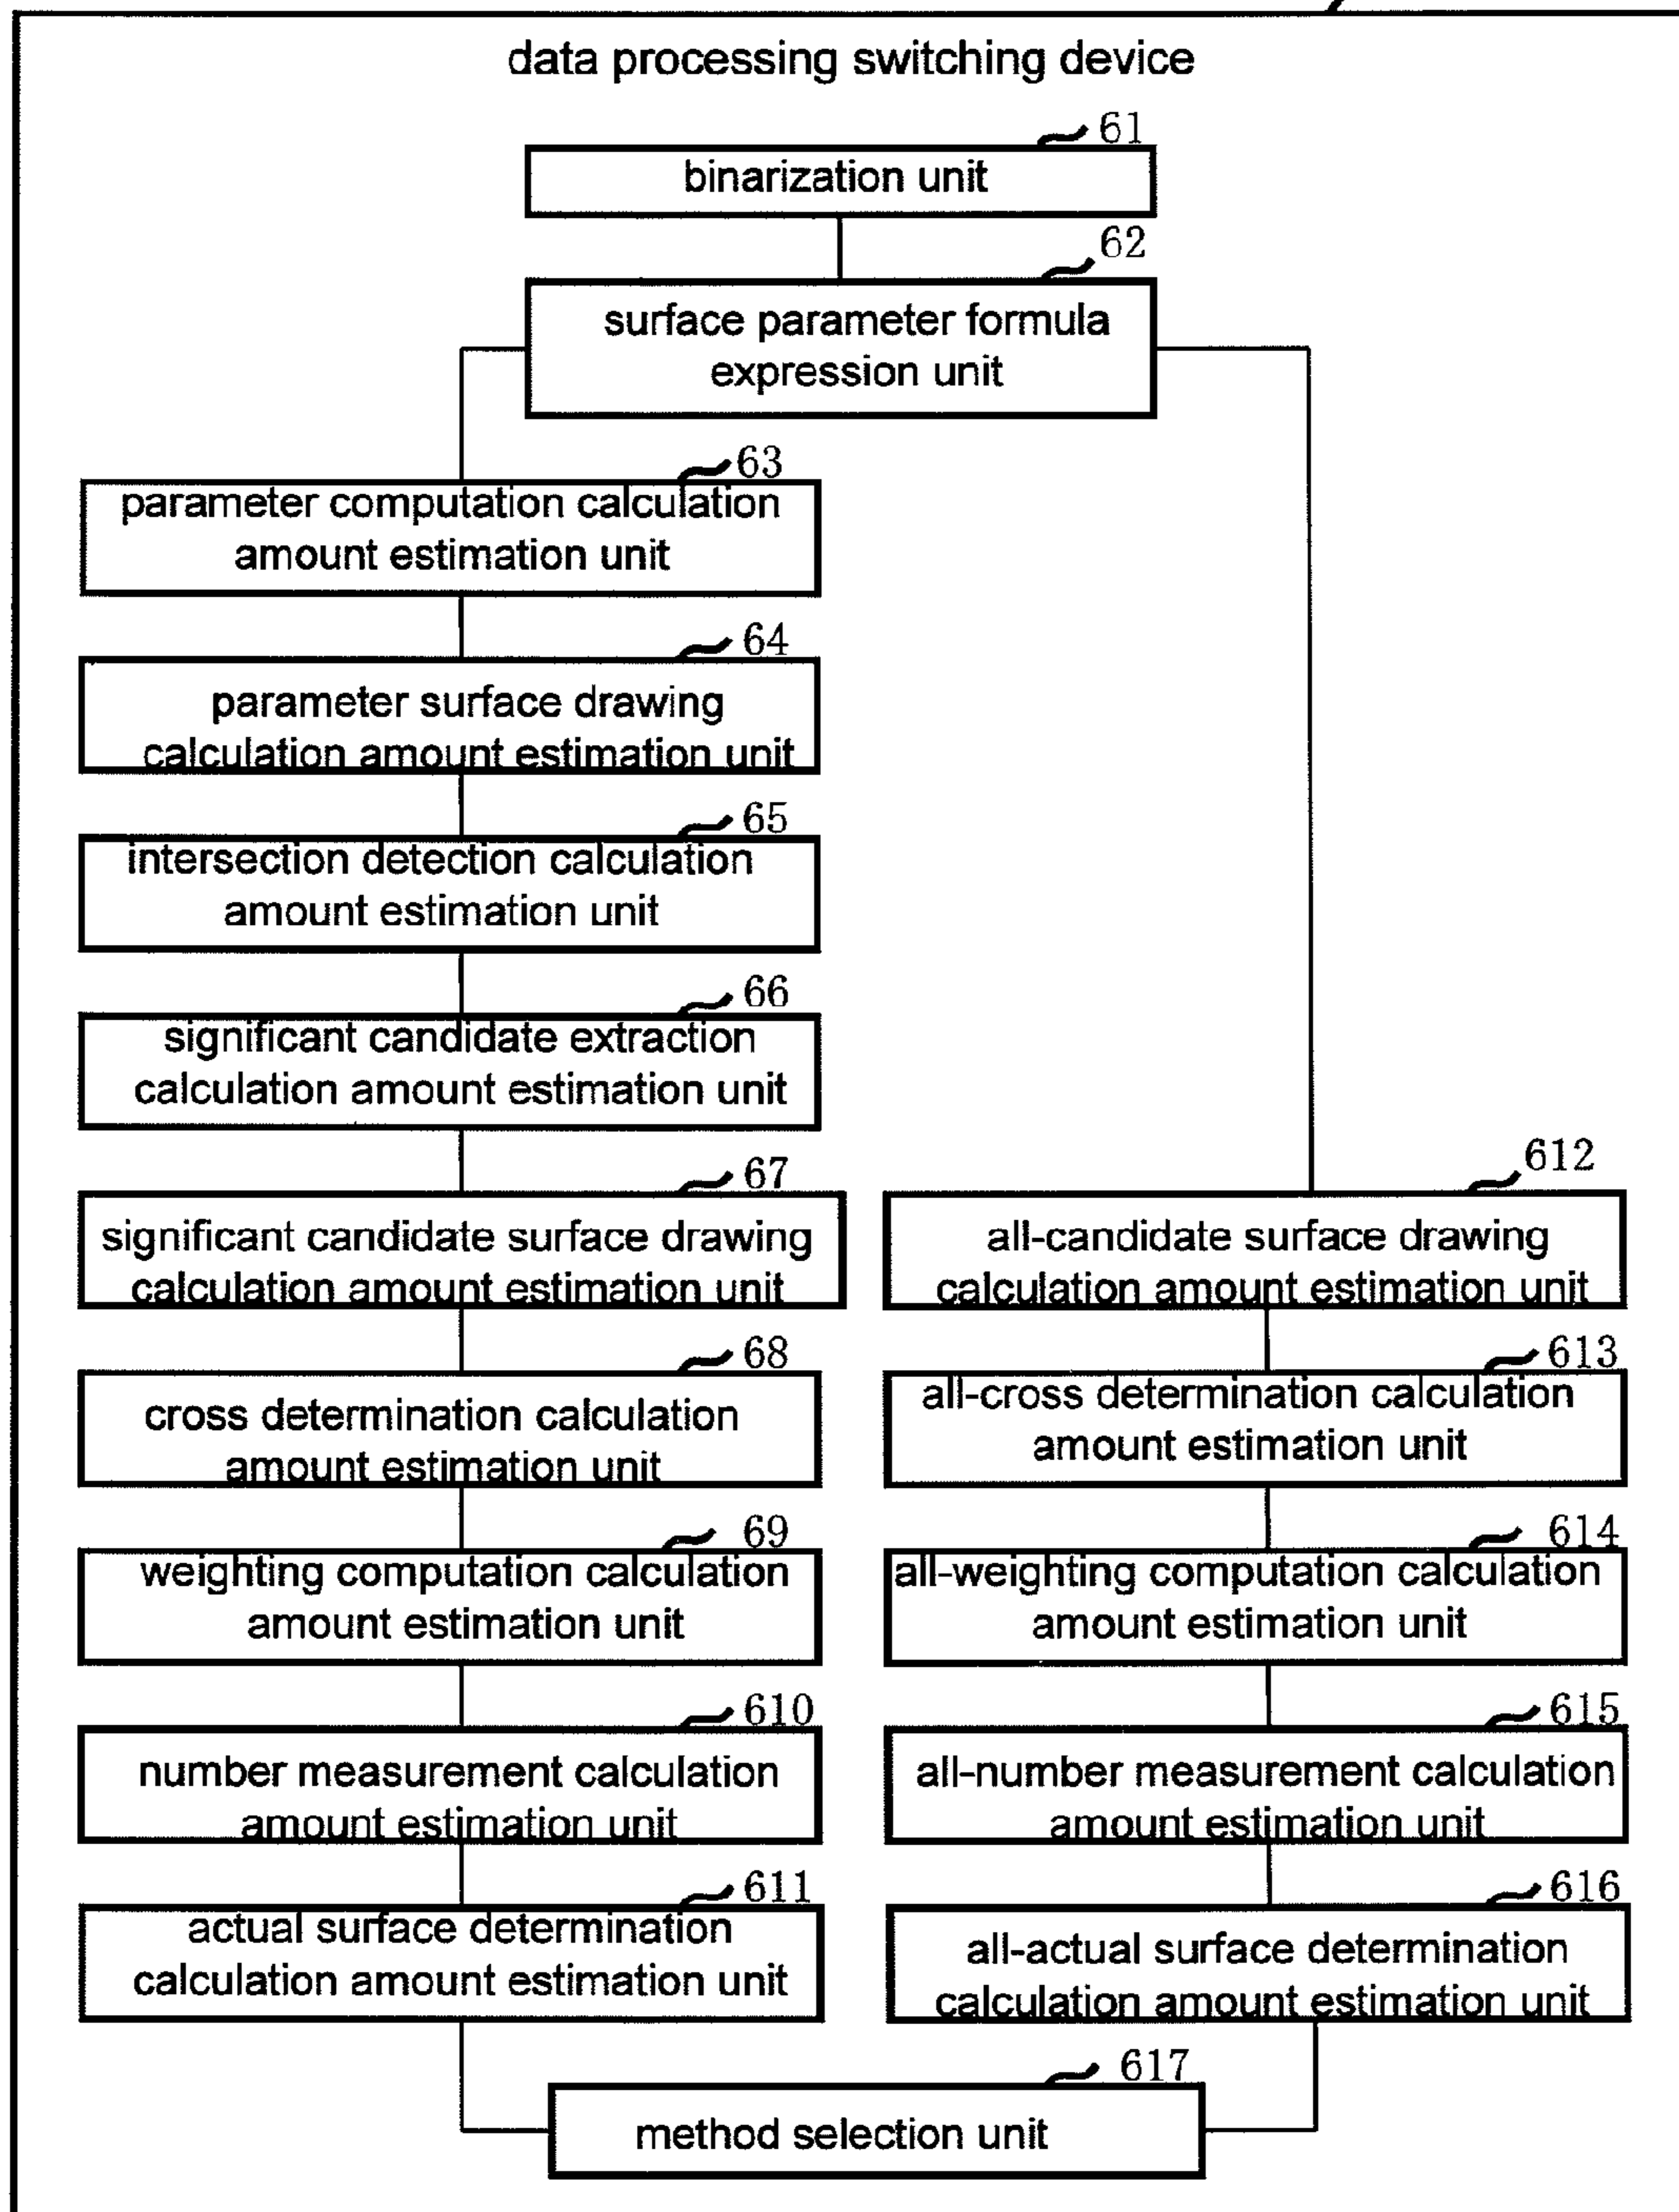 data processing switching device
61
binarization unit
62
surface parameter formula
expression unit
63
parameter computation calculation
amount estimation unit
64
parameter surface drawing
calculation amount estimation unit
65
intersection detection calculation
amount estimation unit
66
significant candidate extraction
calculation amount estimation unit
67
significant candidate surface drawing
calculation amount estimation unit
68
cross determination calculation
amount estimation unit
69
weighting computation calculation
amount estimation unit
610
number measurement calculation
amount estimation unit
611
actual surface determination
calculation amount estimation unit
612
all-candidate surface drawing
calculation amount estimation unit
613
all-cross determination calculation
amount estimation unit
614
all-weighting computation calculation
amount estimation unit
615
all-number measurement calculation
amount estimation unit
616
all-actual surface determination
calculation amount estimation unit
617
method selection unit